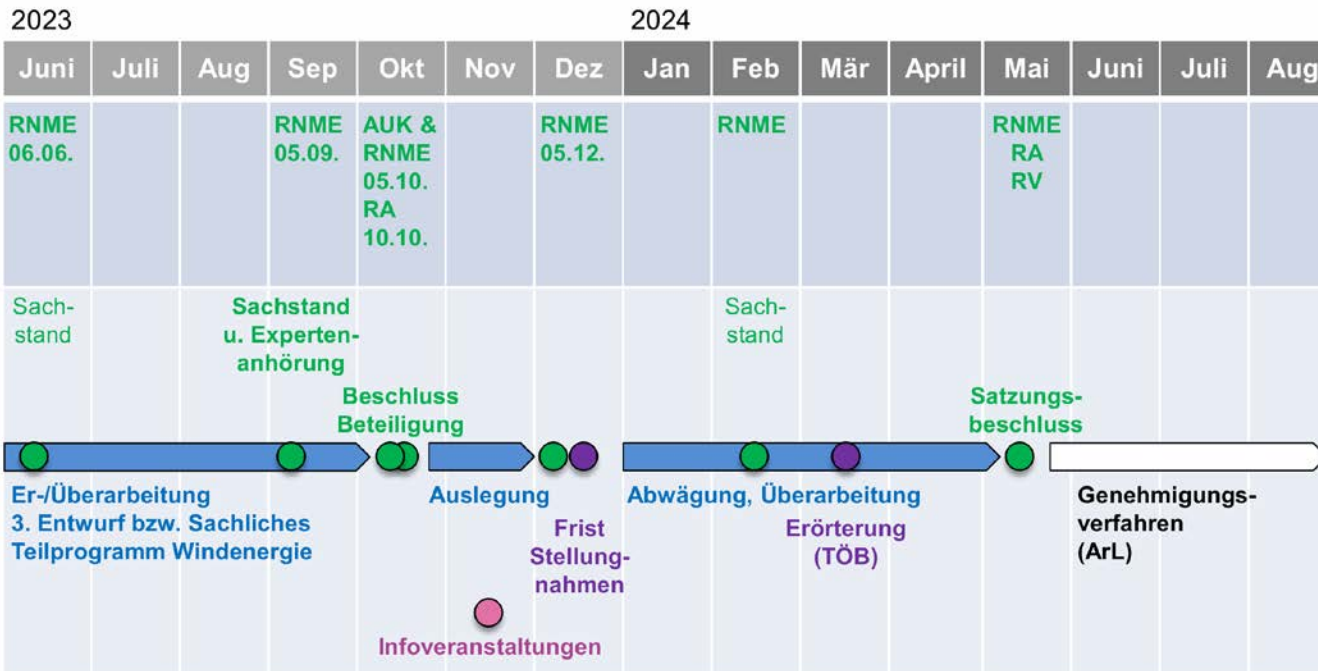 2023
2024
Juni Juli Aug Sep Okt Nov Dez Jan Feb Mär April Mai Juni Juli Aug
RNME
06.06.
RNME
05.09.
AUK &
RNME
05.10.
RA
10.10.
RNME
05.12.
RNME
RNME
RA
RV
Sach-
stand
Sachstand
u. Experten-
anhörung
Beschluss
Beteiligung
Sach-
stand
Satzungs-
beschluss
Er-/Überarbeitung
3. Entwurf bzw. Sachliches
Teilprogramm Windenergie
Auslegung
Frist
Stellung-
nahmen
Abwägung, Überarbeitung
Erörterung
(TÖB)
Genehmigungs-
verfahren
(ArL)
Infoveranstaltungen